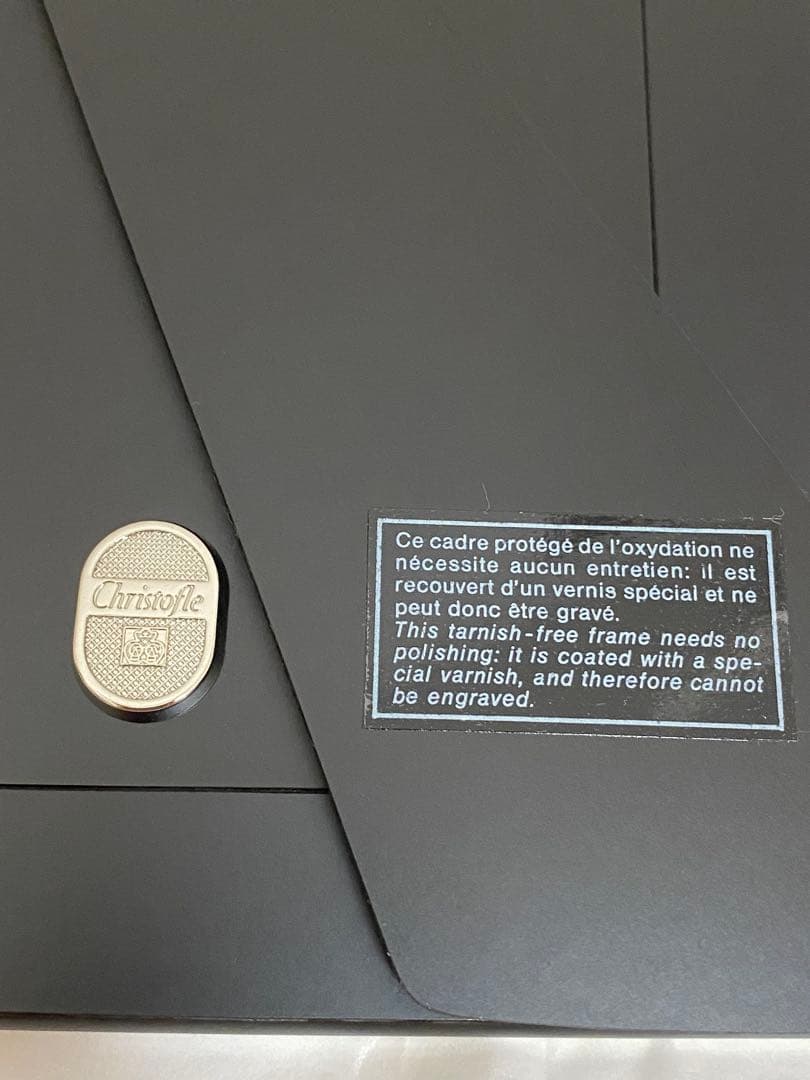 Christofle
Ce cadre protégé de l'oxydation ne
nécessite aucun entretien: il est
recouvert d'un vernis spécial et ne
peut donc être gravé.
This tarnish-free frame needs no
polishing: it is coated with a spe-
cial varnish, and therefore cannot
be engraved.